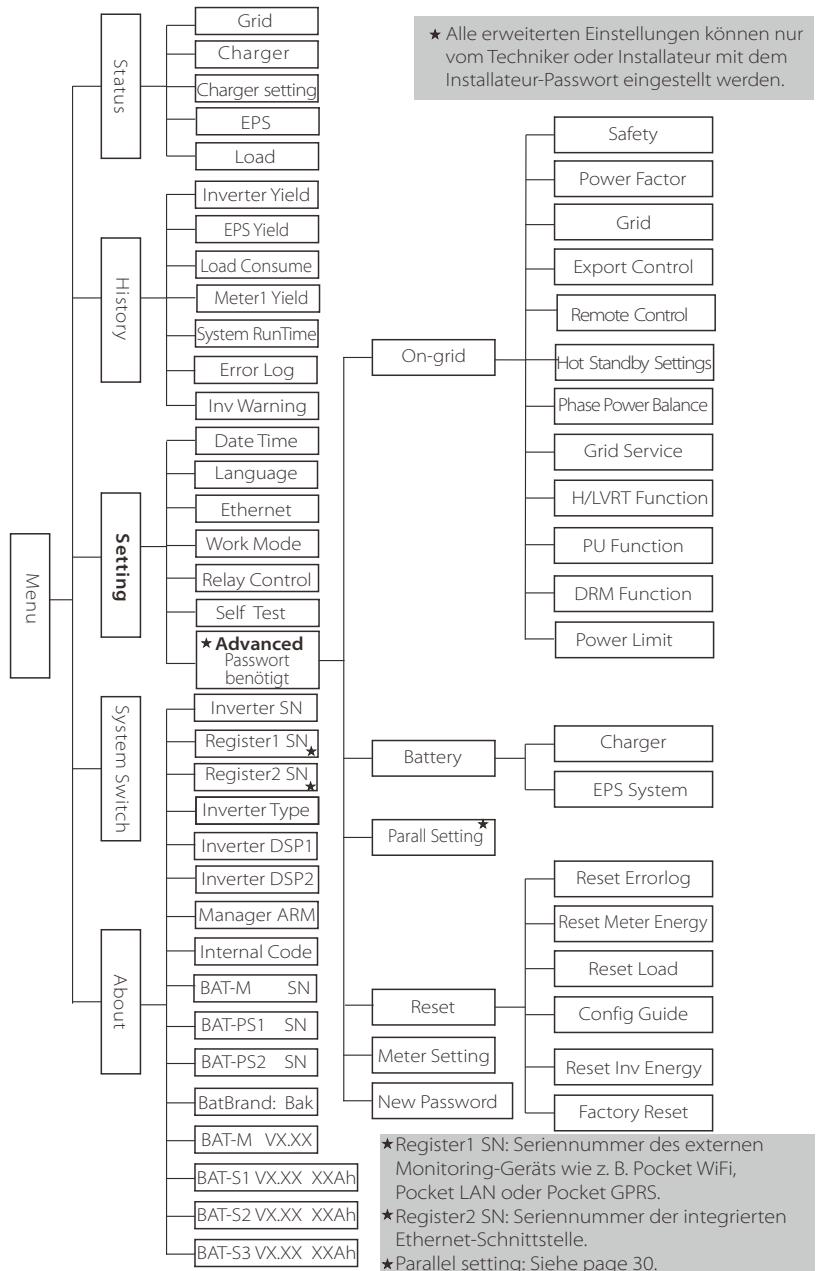 Menu
Status
Grid
Charger
Charger setting
EPS
Load
History
Inverter Yield
EPS Yield
Load Consume
Meter1 Yield
System RunTime
Error Log
Inv Warning
Setting
Date Time
Language
Ethernet
Work Mode
Relay Control
Self Test
★ Advanced
Passwort
benötigt
System Switch
About
Inverter SN
Register1 SN★
Register2 SN★
Inverter Type
Inverter DSP1
Inverter DSP2
Manager ARM
Internal Code
BAT-M SN
BAT-PS1 SN
BAT-PS2 SN
BatBrand: Bak
BAT-M VX.XX
BAT-S1 VX.XX XXAh
BAT-S2 VX.XX XXAh
BAT-S3 VX.XX XXAh
★ Alle erweiterten Einstellungen können nur
vom Techniker oder Installateur mit dem
Installateur-Passwort eingestellt werden.
On-grid
Safety
Power Factor
Grid
Export Control
Remote Control
Hot Standby Settings
Phase Power Balance
Grid Service
H/LVRT Function
PU Function
DRM Function
Power Limit
Battery
Charger
EPS System
Parall Setting★
Reset
Reset Errorlog
Reset Meter Energy
Reset Load
Config Guide
Reset Inv Energy
Factory Reset
Meter Setting
New Password
★Register1 SN: Seriennummer des externen
Monitoring-Geräts wie z. B. Pocket WiFi,
Pocket LAN oder Pocket GPRS.
★Register2 SN: Seriennummer der integrierten
Ethernet-Schnittstelle.
★Parallel setting: Siehe page 30.